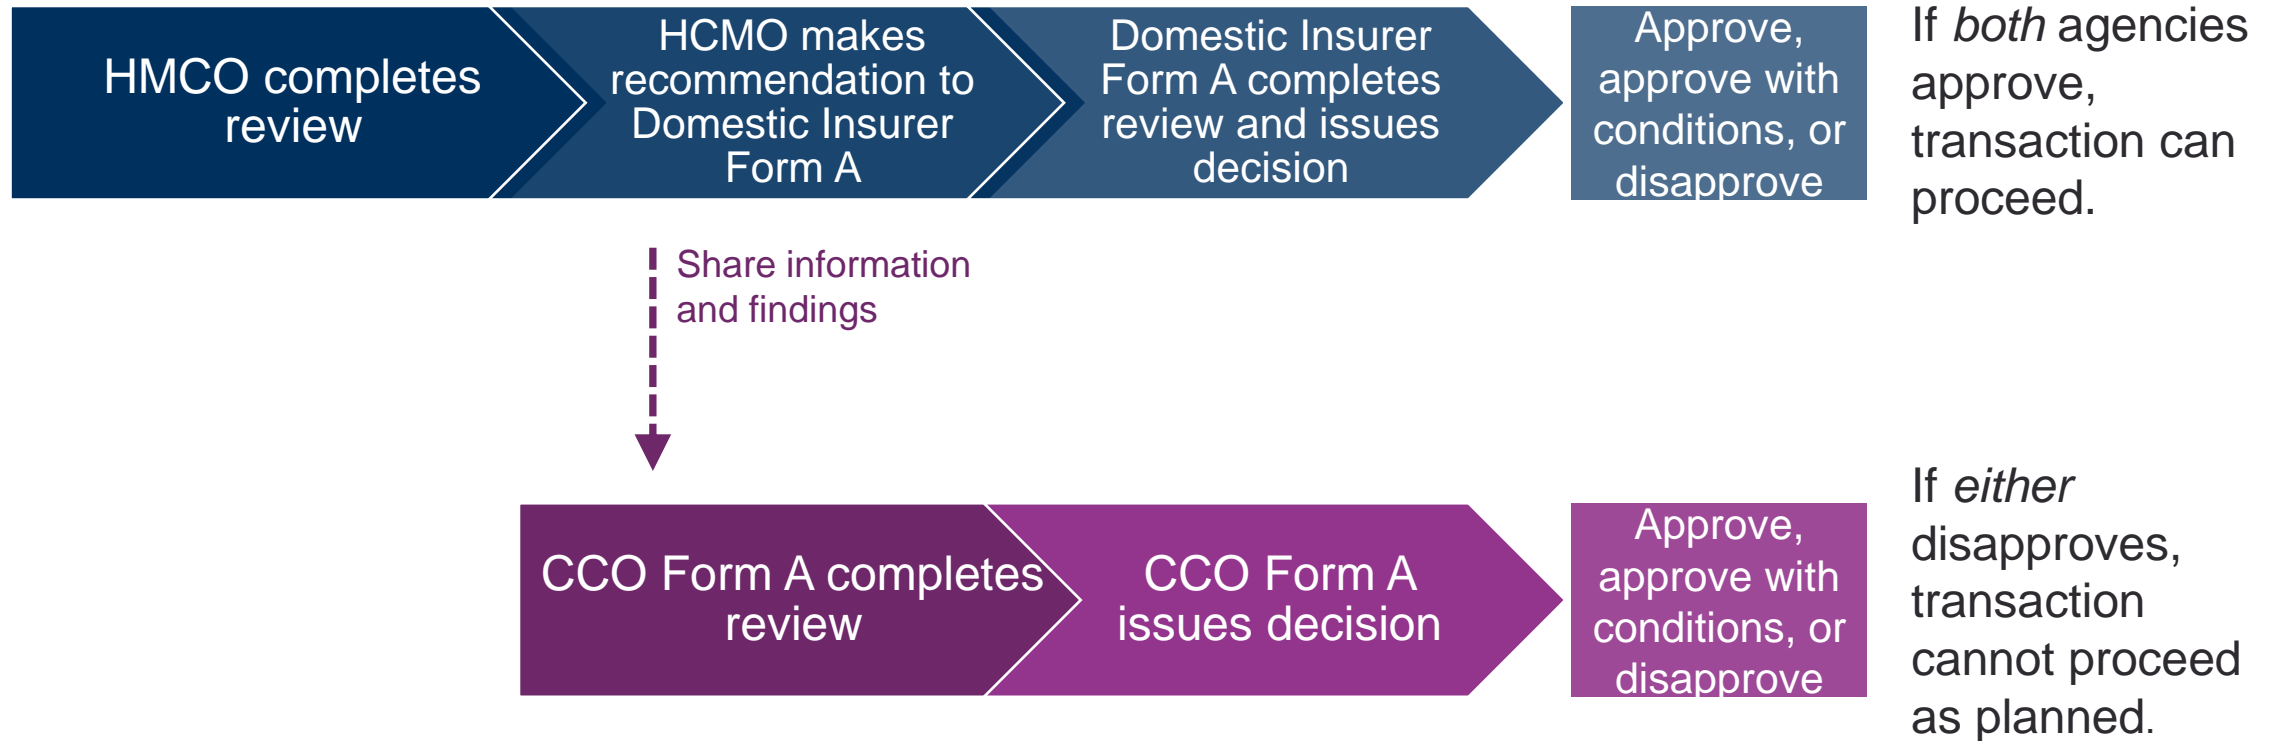 HMCO completes
review
HCMO makes
recommendation to
Domestic Insurer
Form A
Domestic Insurer
Form A completes
review and issues
decision
Approve,
approve with
conditions, or
disapprove
If both agencies
approve,
transaction can
proceed.
Share information
and findings
CCO Form A completes
review
CCO Form A
issues decision
Approve,
approve with
conditions, or
disapprove
If either
disapproves,
transaction
cannot proceed
as planned.